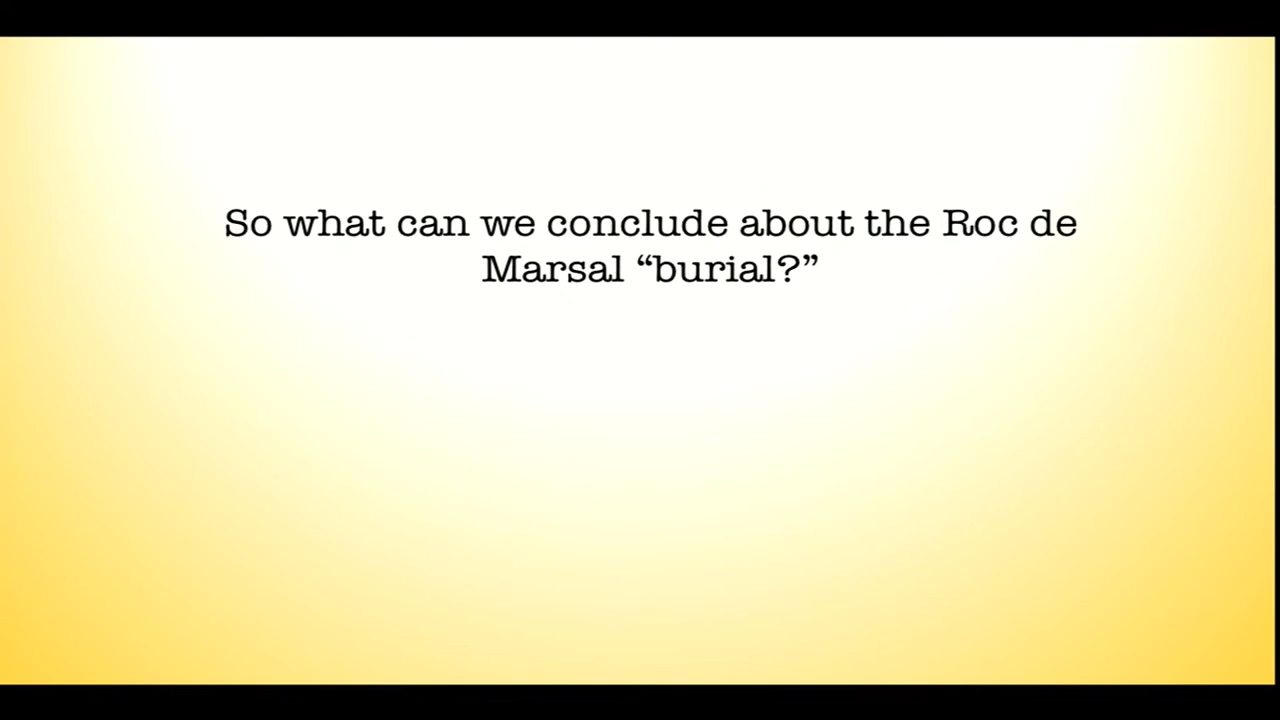 So what can we conclude about the Roc de
Marsal “burial?”